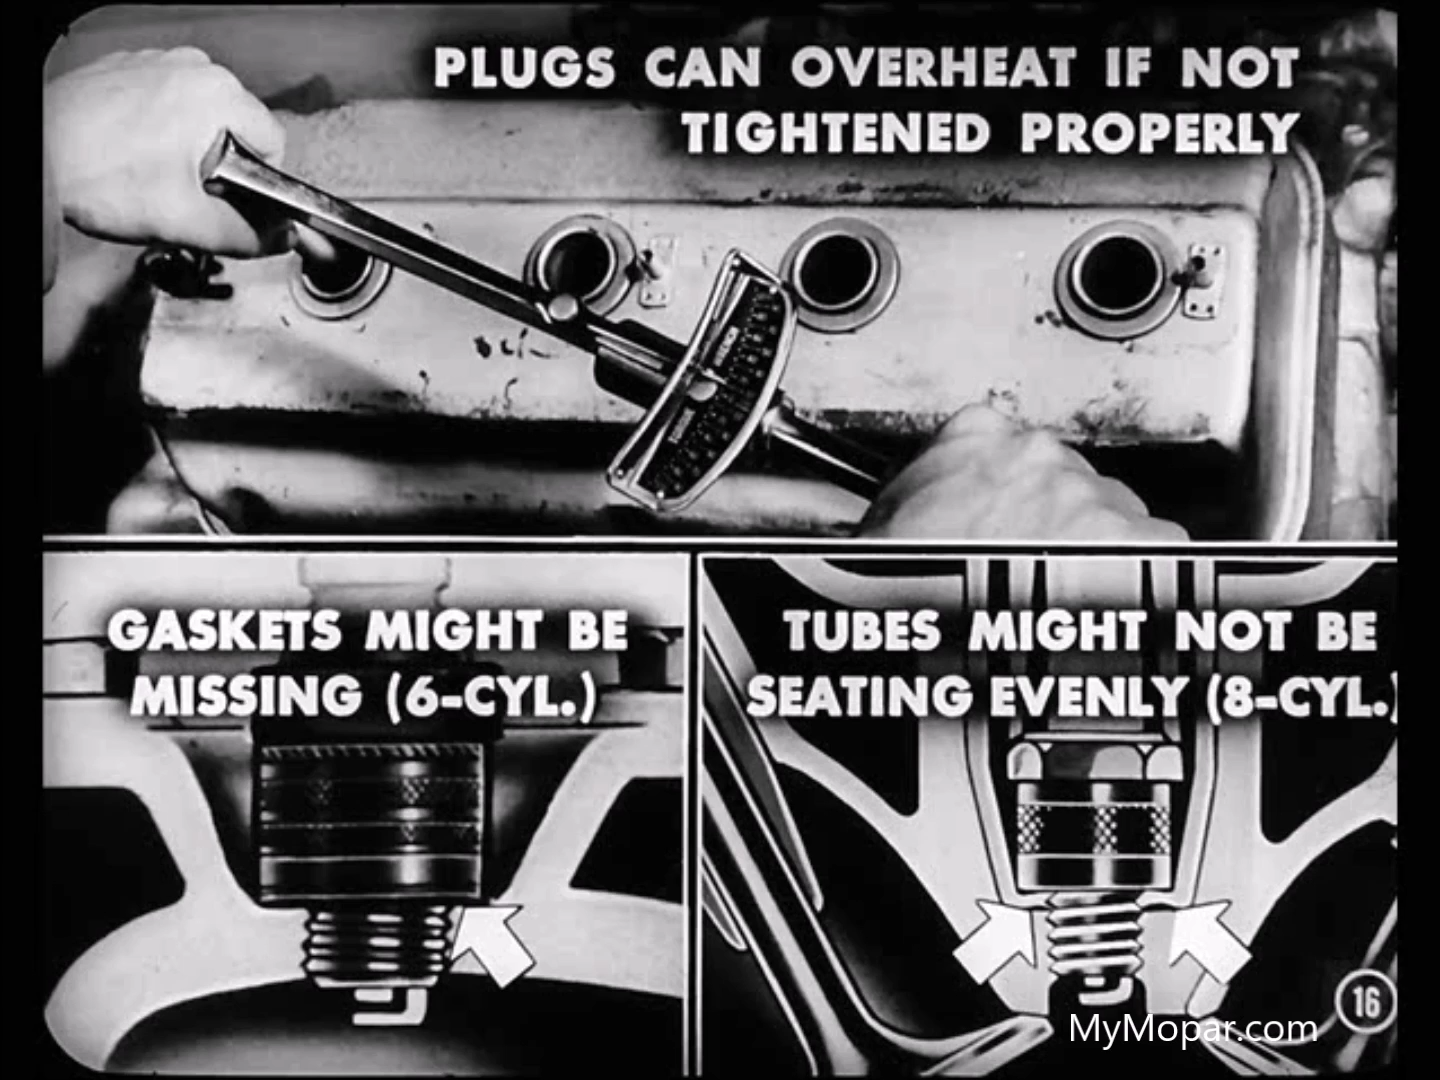 PLUGS CAN OVERHEAT IF NOT
TIGHTENED PROPERLY
GASKETS MIGHT BE
MISSING (6-CYL.)
TUBES MIGHT NOT BE
SEATING EVENLY (8-CYL.)
16
MyMopar.com